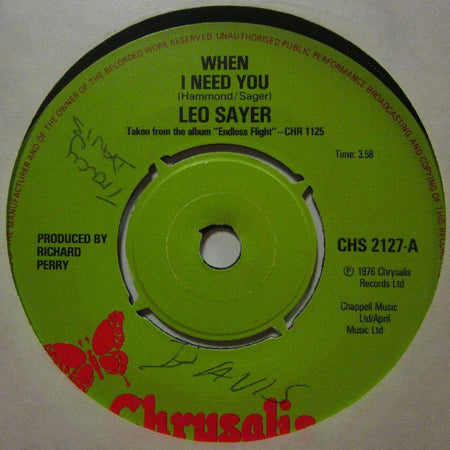 THE MANUFACTURER AND OF THE OWNER OF THE RECORDED WORK RESERVED UNAUTHORISED PUBLIC PERFORMANCE BROADCASTING AND COPYING OF THIS RECORD
WHEN
I NEED YOU
(Hammond/Sager)
LEO SAYER
Taken from the album "Endless Flight"–CHR 1125
Tracey
Time: 3.58
PRODUCED BY
RICHARD
PERRY
CHS 2127-A
℗ 1976 Chrysalis
Records Ltd
Chappell Music
Ltd/April
Music Ltd
DAVIS
Chrysalis